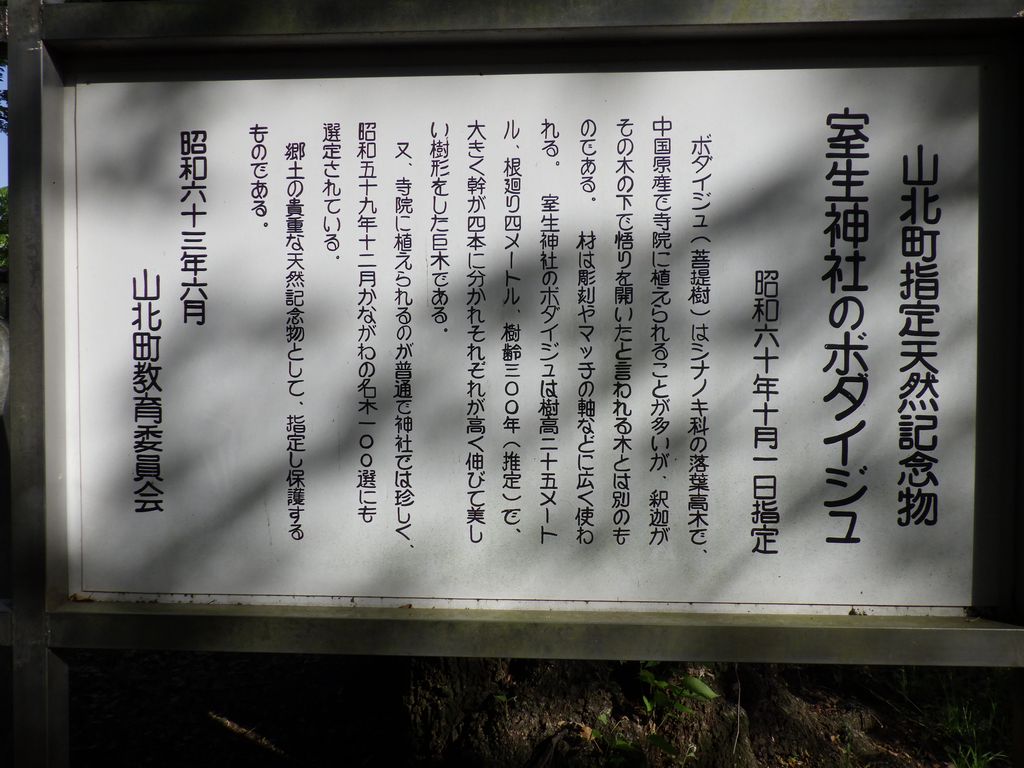 山北町指定天然記念物
室生神社のボダイジュ
昭和六十年十月一日指定
ボダイジュ（菩提樹）はシナノキ科の落葉高木で、
中国原産で寺院に植えられることが多いが、釈迦が
その木の下で悟りを開いたと言われる木とは別のも
のである。　材は彫刻やマッチの軸などに広く使わ
れる。　室生神社のボダイジュは樹高二十五メート
ル、根廻り四メートル、樹齢三〇〇年（推定）で、
大きく幹が四本に分かれそれぞれが高く伸びて美し
い樹形をした巨木である。
又、寺院に植えられるのが普通で神社では珍しく、
昭和五十九年十二月かながわの名木一〇〇選にも
選定されている。
郷土の貴重な天然記念物として、指定し保護する
ものである。
昭和六十三年六月
山北町教育委員会